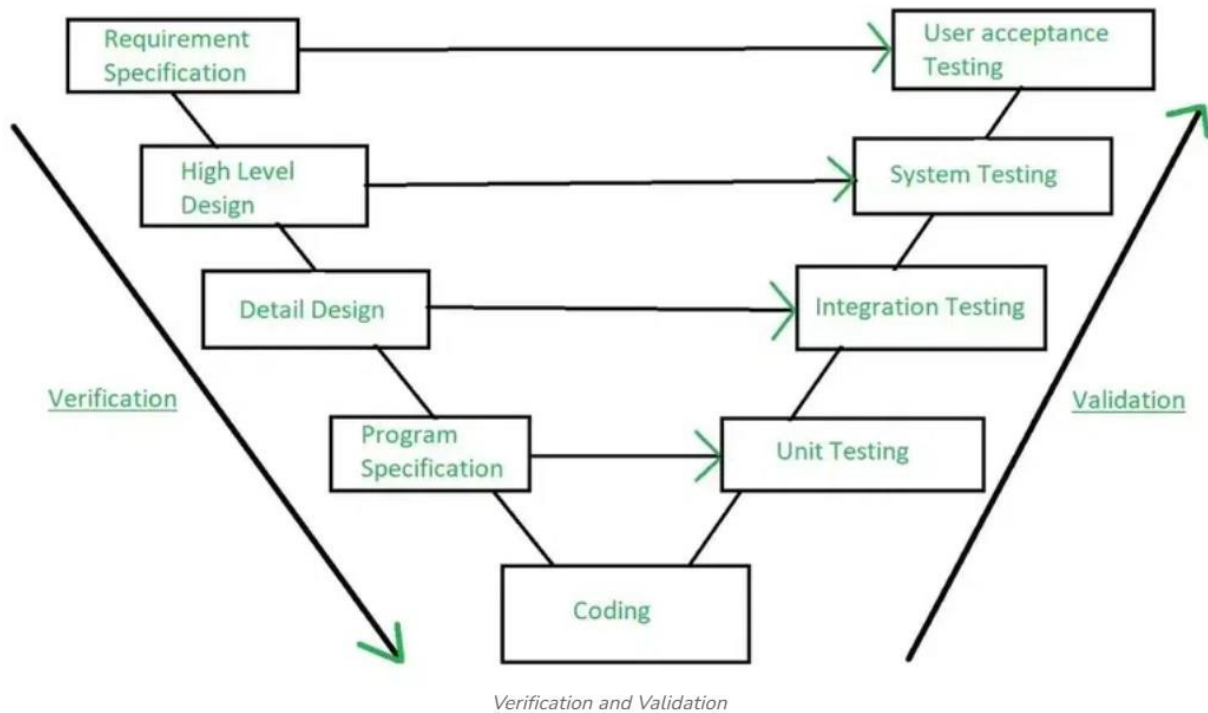 Requirement
Specification
User acceptance
Testing
High Level
Design
System Testing
Detail Design
Integration Testing
Verification
Validation
Program
Specification
Unit Testing
Coding
Verification and Validation